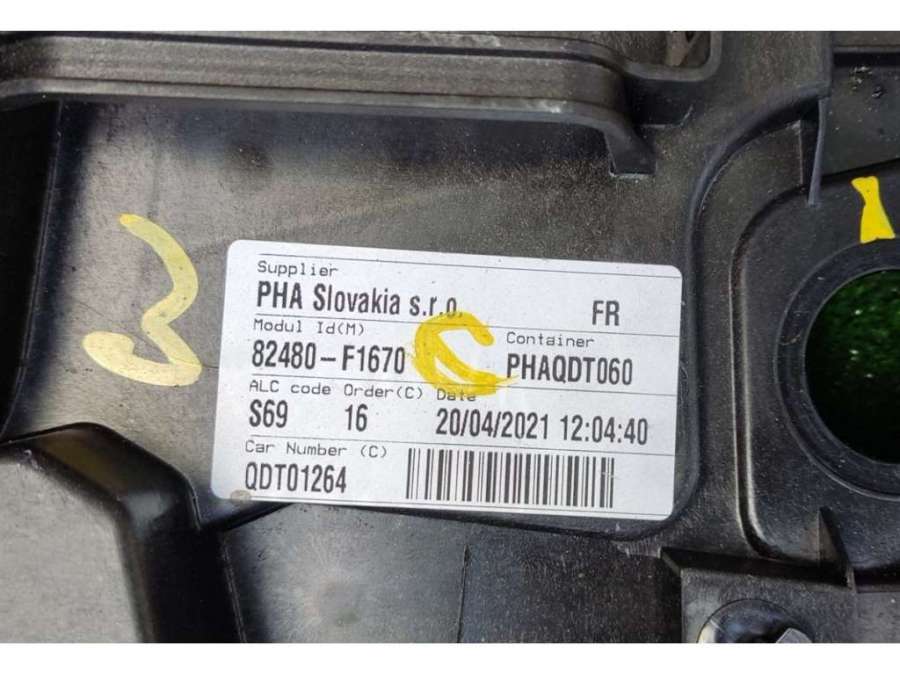 Supplier
PHA Slovakia s.r.o. FR
Modul Id(M) Container
82480-F1670 PHAQDT060
ALC code Order(C) Date
S69 16 20/04/2021 12:04:40
Car Number (C)
QDT01264
3
C